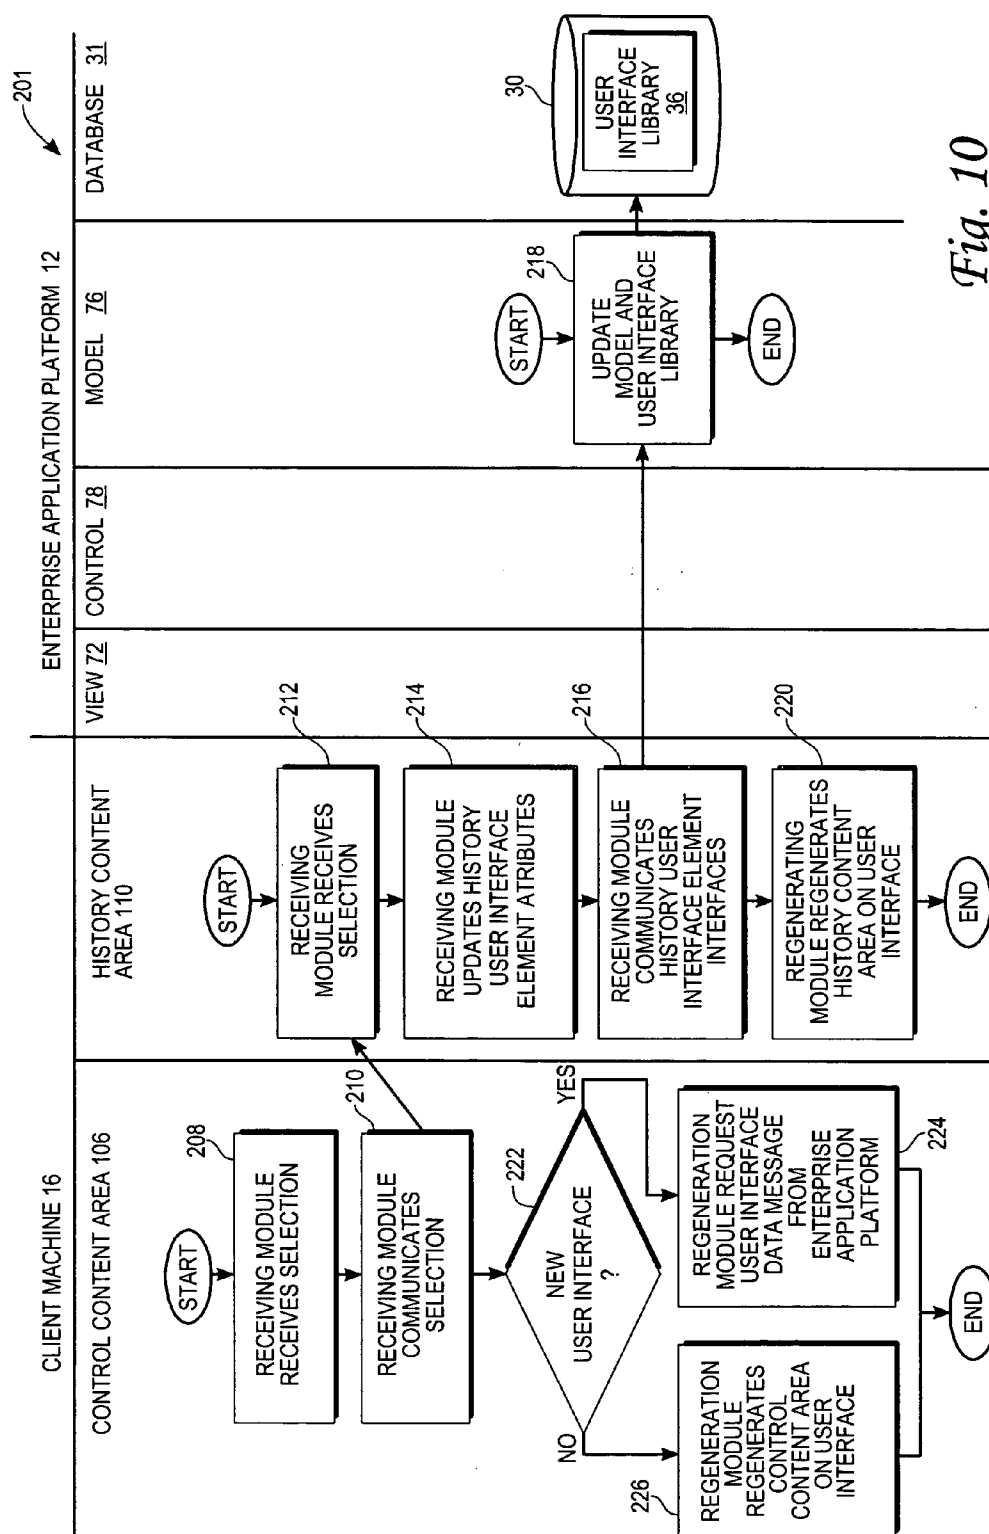 CLIENT MACHINE 16
ENTERPRISE APPLICATION PLATFORM 12
201
CONTROL CONTENT AREA 106
HISTORY CONTENT
AREA 110
VIEW 72
CONTROL 78
MODEL 76
DATABASE 31
START
208
RECEIVING MODULE
RECEIVES SELECTION
210
RECEIVING MODULE
COMMUNICATES
SELECTION
222
NEW
USER INTERFACE
?
NO
YES
226
REGENERATION
MODULE
REGENERATES
CONTROL
CONTENT AREA
ON USER
INTERFACE
REGENERATION
MODULE REQUEST
USER INTERFACE
DATA MESSAGE
FROM
ENTERPRISE
APPLICATION
PLATFORM
224
END
START
212
RECEIVING
MODULE RECEIVES
SELECTION
214
RECEIVING MODULE
UPDATES HISTORY
USER INTERFACE
ELEMENT ATRIBUTES
216
RECEIVING MODULE
COMMUNICATES
HISTORY USER
INTERFACE ELEMENT
INTERFACES
220
REGENERATING
MODULE REGENERATES
HISTORY CONTENT
AREA ON USER
INTERFACE
END
START
218
UPDATE
MODEL AND
USER INTERFACE
LIBRARY
END
30
USER
INTERFACE
LIBRARY
36
Fig. 10